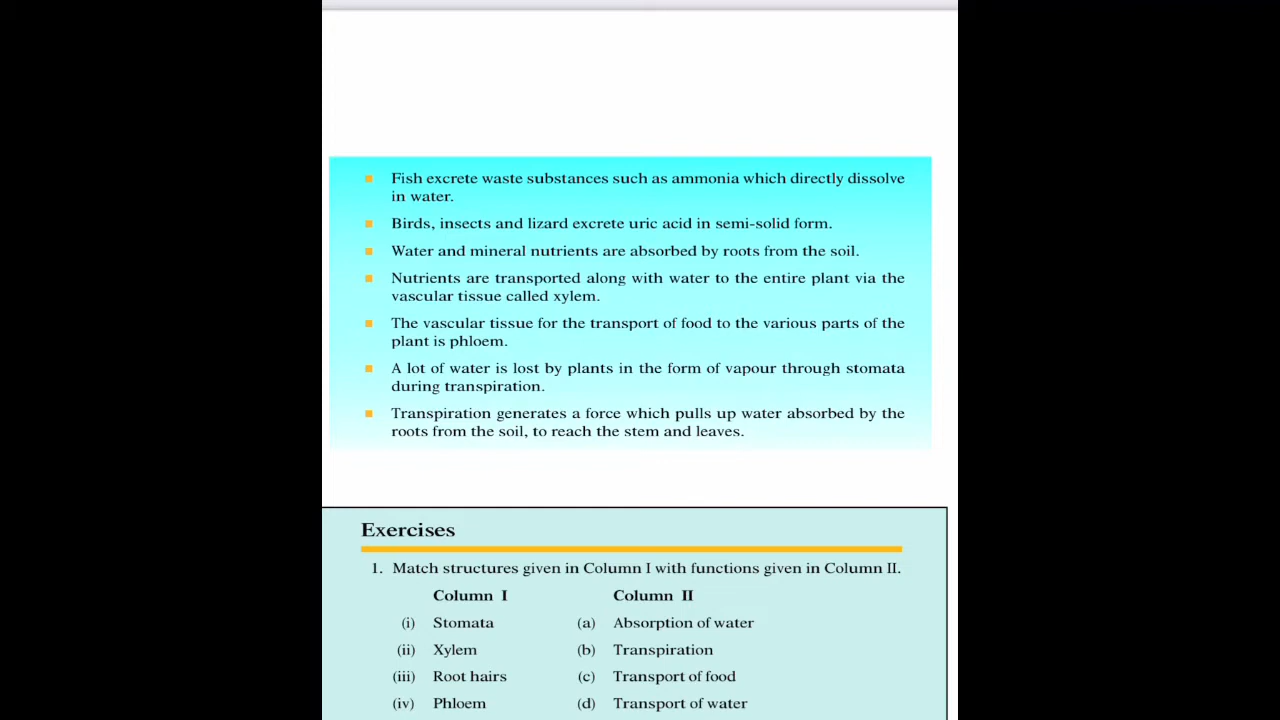 Fish excrete waste substances such as ammonia which directly dissolve
in water.
Birds, insects and lizard excrete uric acid in semi-solid form.
Water and mineral nutrients are absorbed by roots from the soil.
Nutrients are transported along with water to the entire plant via the
vascular tissue called xylem.
The vascular tissue for the transport of food to the various parts of the
plant is phloem.
A lot of water is lost by plants in the form of vapour through stomata
during transpiration.
Transpiration generates a force which pulls up water absorbed by the
roots from the soil, to reach the stem and leaves.
Exercises
1. Match structures given in Column I with functions given in Column II.
Column I Column II
(i) Stomata (a) Absorption of water
(ii) Xylem (b) Transpiration
(iii) Root hairs (c) Transport of food
(iv) Phloem (d) Transport of water